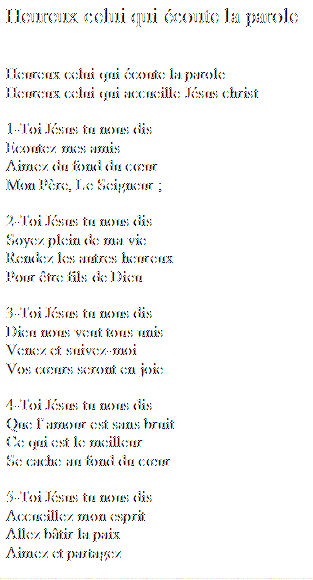 Heureux celui qui écoute la parole
Heureux celui qui écoute la parole
Heureux celui qui accueille Jésus christ
1-Toi Jésus tu nous dis
Ecoutez mes amis
Aimez du fond du cœur
Mon Père, Le Seigneur ;
2-Toi Jésus tu nous dis
Soyez plein de ma vie
Rendez les autres heureux
Pour être fils de Dieu
3-Toi Jésus tu nous dis
Dieu nous veut tous unis
Venez et suivez-moi
Vos cœurs seront en joie
4-Toi Jésus tu nous dis
Que l'amour est sans bruit
Ce qui est le meilleur
Se cache au fond du cœur
5-Toi Jésus tu nous dis
Accueillez mon esprit
Allez bâtir la paix
Aimez et partagez